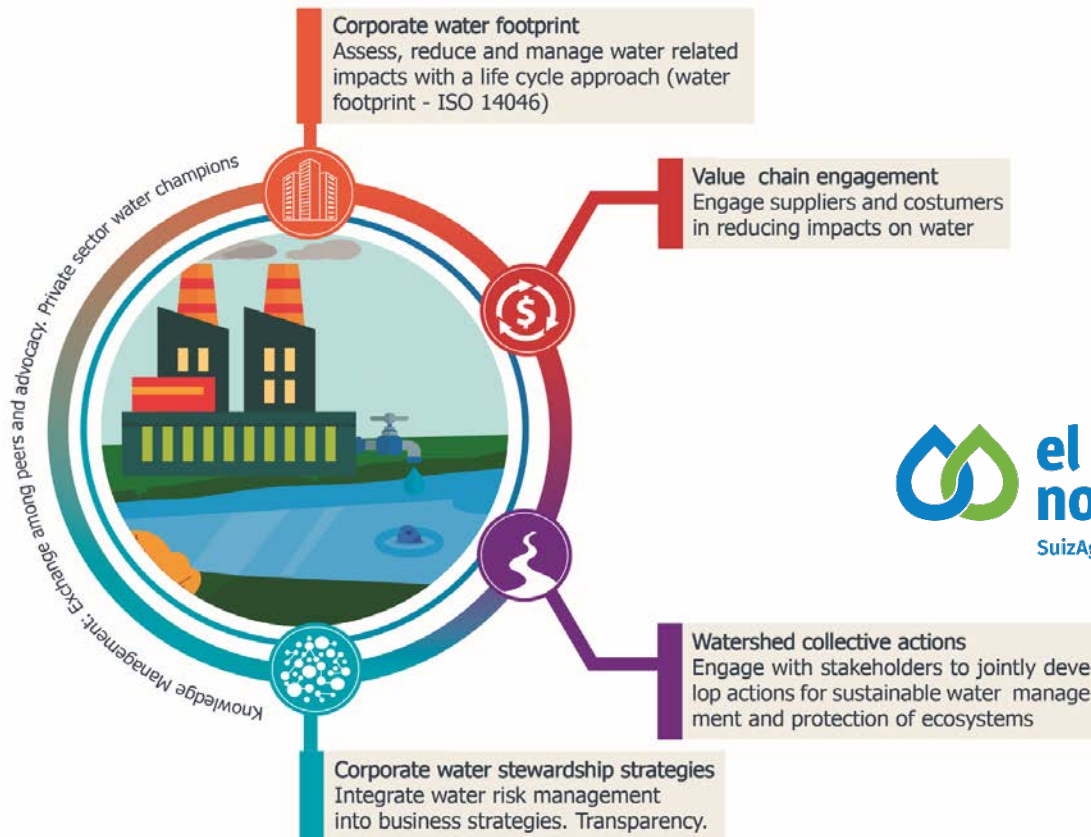 Corporate water footprint
Assess, reduce and manage water related
impacts with a life cycle approach (water
footprint - ISO 14046)
Value chain engagement
Engage suppliers and costumers
in reducing impacts on water
Knowledge Management: Exchange among peers and advocacy. Private sector water champions
$
el
no
SuizAg
Watershed collective actions
Engage with stakeholders to jointly deve
lop actions for sustainable water manage
ment and protection of ecosystems
Corporate water stewardship strategies
Integrate water risk management
into business strategies. Transparency.